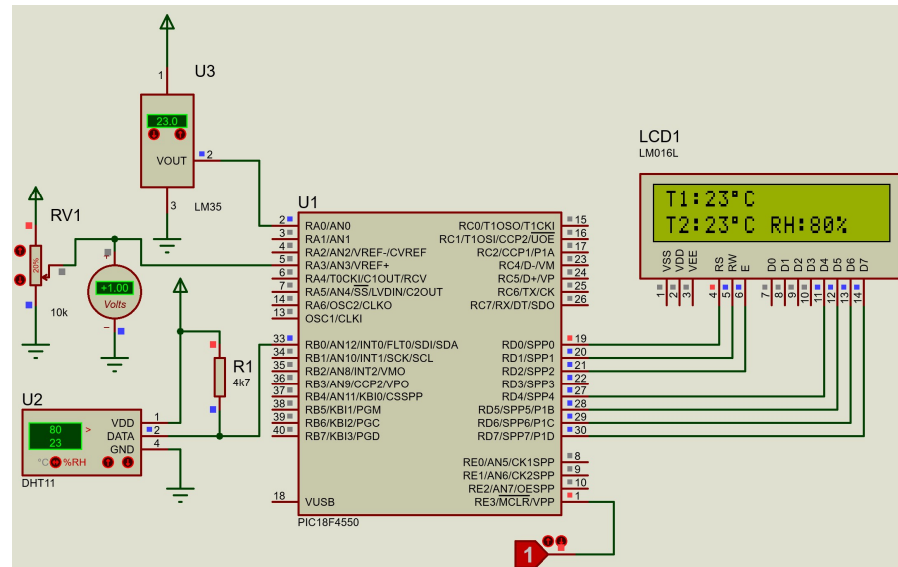 U3
1
23.0
VOUT
2
3
LM35
LCD1
LM016L
T1:23°C
T2:23°C RH:80%
VSS
VDD
VEE
RS
RW
E
D0
D1
D2
D3
D4
D5
D6
D7
1
2
3
4
5
6
7
8
9
10
11
12
13
14
RV1
20%
10k
+
+1.00
Volts
−
U1
2 RA0/AN0
3 RA1/AN1
4 RA2/AN2/VREF-/CVREF
5 RA3/AN3/VREF+
6 RA4/T0CKI/C1OUT/RCV
7 RA5/AN4/SS/LVDIN/C2OUT
14 RA6/OSC2/CLKO
13 OSC1/CLKI
33 RB0/AN12/INT0/FLT0/SDI/SDA
34 RB1/AN10/INT1/SCK/SCL
35 RB2/AN8/INT2/VMO
36 RB3/AN9/CCP2/VPO
37 RB4/AN11/KBI0/CSSPP
38 RB5/KBI1/PGM
39 RB6/KBI2/PGC
40 RB7/KBI3/PGD
18 VUSB
RC0/T1OSO/T1CKI 15
RC1/T1OSI/CCP2/UOE 16
RC2/CCP1/P1A 17
RC4/D-/VM 23
RC5/D+/VP 24
RC6/TX/CK 25
RC7/RX/DT/SDO 26
RD0/SPP0 19
RD1/SPP1 20
RD2/SPP2 21
RD3/SPP3 22
RD4/SPP4 27
RD5/SPP5/P1B 28
RD6/SPP6/P1C 29
RD7/SPP7/P1D 30
RE0/AN5/CK1SPP 8
RE1/AN6/CK2SPP 9
RE2/AN7/OESPP 10
RE3/MCLR/VPP 1
PIC18F4550
R1
4k7
U2
80
23
>
°C %RH
VDD 1
DATA 2
GND 4
DHT11
1